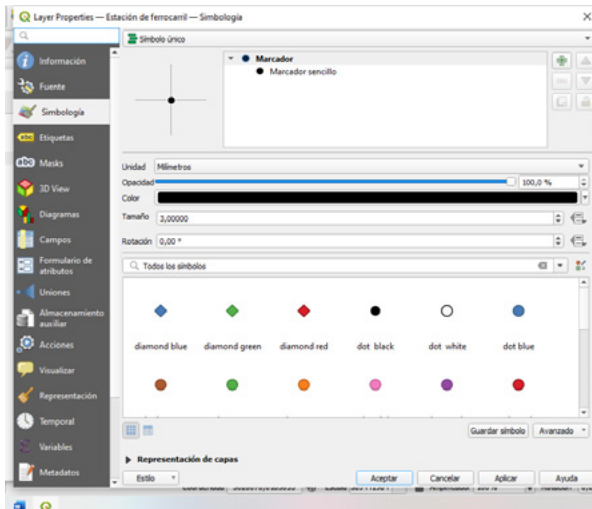 Layer Properties — Estación de ferrocarril — Simbología
Símbolo único
Información
Fuente
Simbología
abc Etiquetas
abc Masks
3D View
Diagramas
Campos
Formulario de
atributos
Uniones
Almacenamiento
auxiliar
Acciones
Visualizar
Representación
Temporal
Variables
Metadatos
Marcador
Marcador sencillo
Unidad Milímetros
Opacidad 100,0 %
Color
Tamaño 3,00000
Rotación 0,00 °
Todos los símbolos
diamond blue diamond green diamond red dot black dot white dot blue
Guardar símbolo Avanzado
Representación de capas
Estilo Aceptar Cancelar Aplicar Ayuda